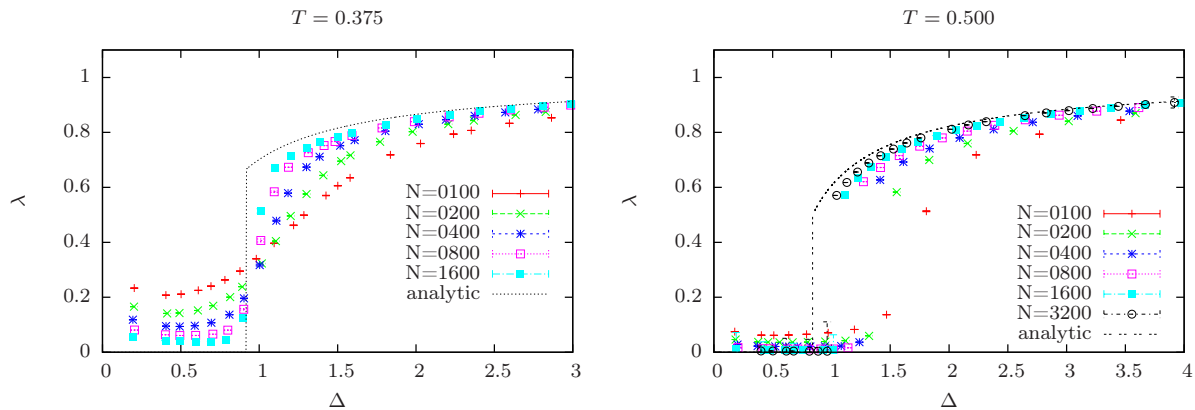 T = 0.375
λ
1
0.8
0.6
0.4
0.2
0
0 0.5 1 1.5 2 2.5 3
Δ
N=0100
N=0200
N=0400
N=0800
N=1600
analytic
T = 0.500
λ
1
0.8
0.6
0.4
0.2
0
0 0.5 1 1.5 2 2.5 3 3.5 4
Δ
N=0100
N=0200
N=0400
N=0800
N=1600
N=3200
analytic